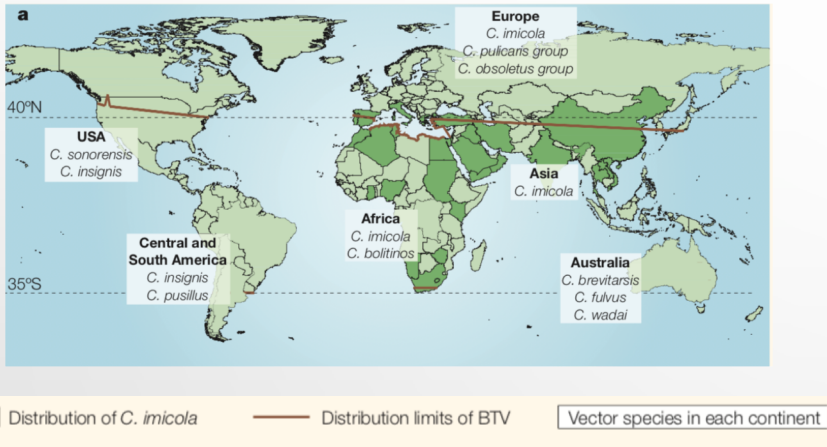 a
Europe
C. imicola
C. pulicaris group
C. obsoletus group
40ºN
USA
C. sonorensis
C. insignis
Asia
C. imicola
Africa
C. imicola
C. bolitinos
Central and
South America
C. insignis
C. pusillus
35ºS
Australia
C. brevitarsis
C. fulvus
C. wadai
Distribution of C. imicola
Distribution limits of BTV
Vector species in each continent